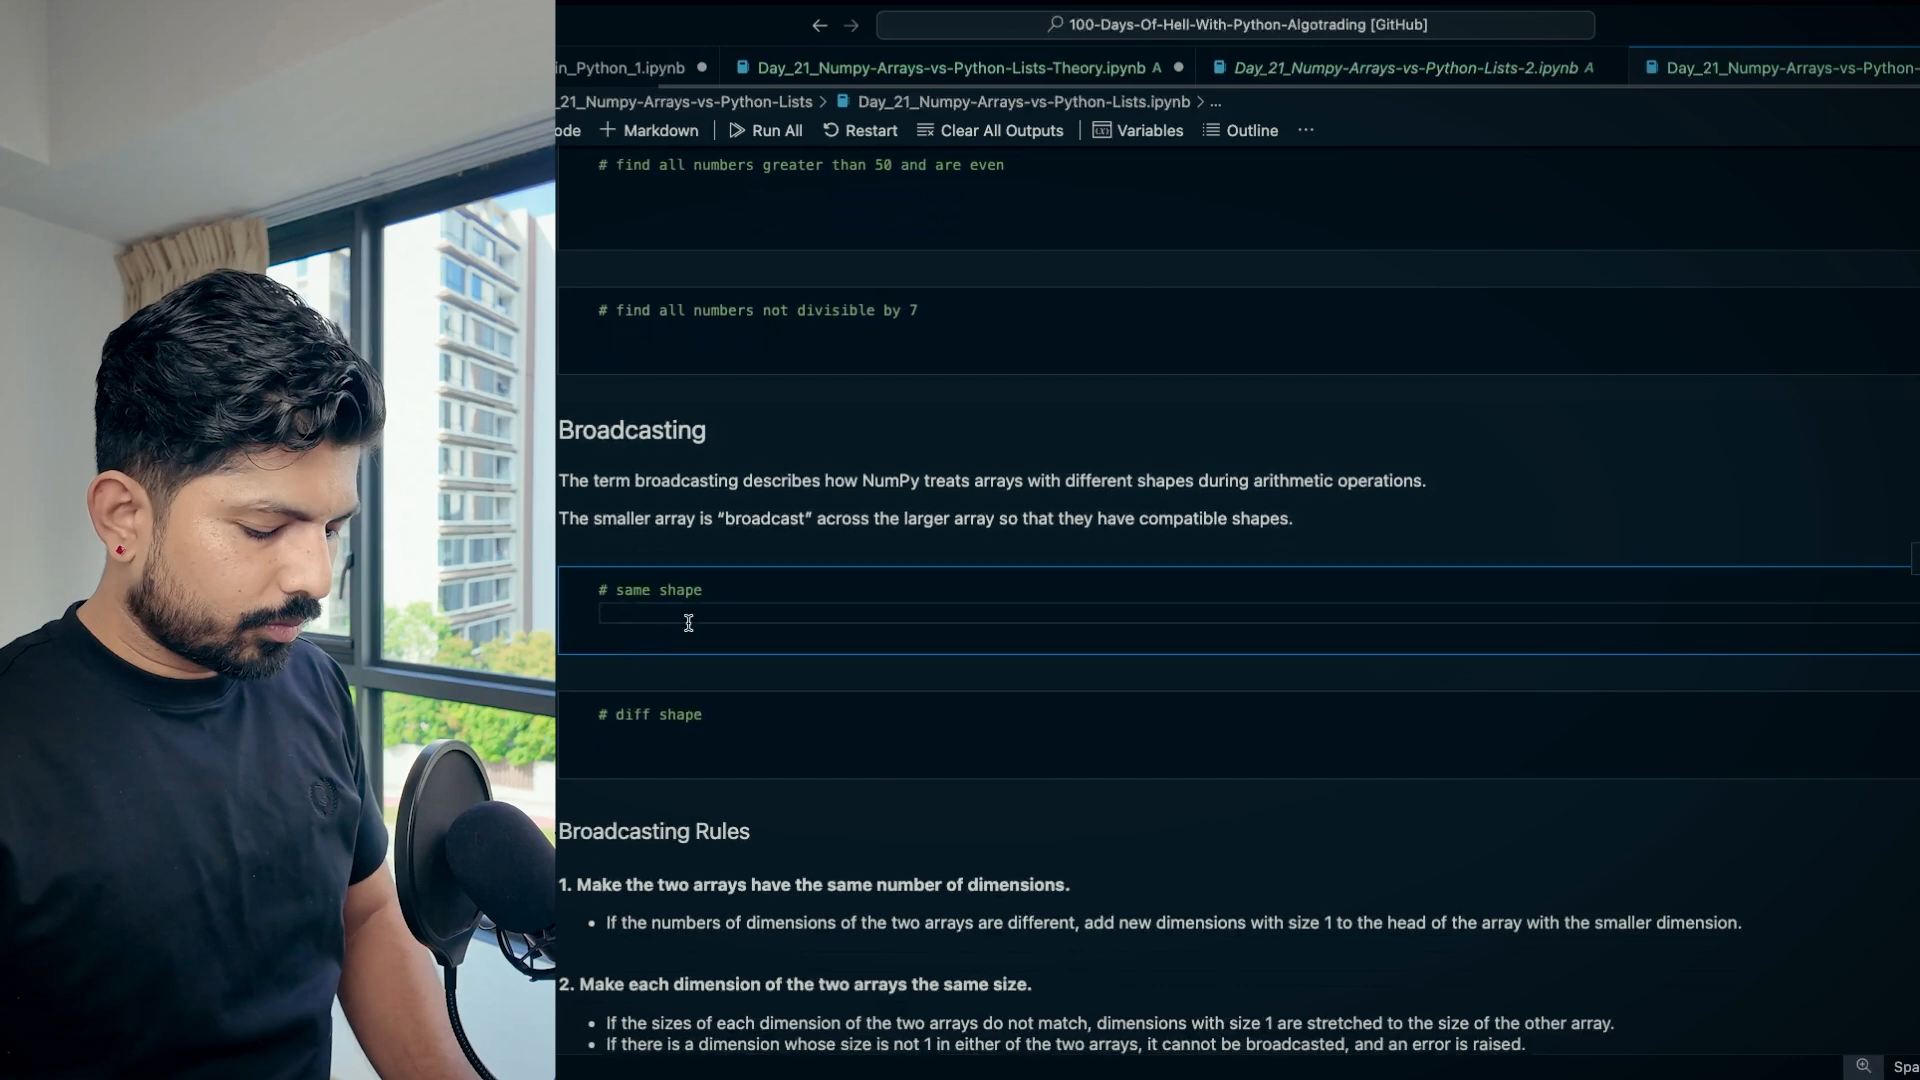 100-Days-Of-Hell-With-Python-Algotrading [GitHub]
in_Python_1.ipynb
Day_21_Numpy-Arrays-vs-Python-Lists-Theory.ipynb A
Day_21_Numpy-Arrays-vs-Python-Lists-2.ipynb A
Day_21_Numpy-Arrays-vs-Python-
_21_Numpy-Arrays-vs-Python-Lists > Day_21_Numpy-Arrays-vs-Python-Lists.ipynb > ...
ode + Markdown Run All Restart Clear All Outputs Variables Outline ...
# find all numbers greater than 50 and are even
# find all numbers not divisible by 7
Broadcasting
The term broadcasting describes how NumPy treats arrays with different shapes during arithmetic operations.
The smaller array is “broadcast” across the larger array so that they have compatible shapes.
# same shape
# diff shape
Broadcasting Rules
1. Make the two arrays have the same number of dimensions.
• If the numbers of dimensions of the two arrays are different, add new dimensions with size 1 to the head of the array with the smaller dimension.
2. Make each dimension of the two arrays the same size.
• If the sizes of each dimension of the two arrays do not match, dimensions with size 1 are stretched to the size of the other array.
• If there is a dimension whose size is not 1 in either of the two arrays, it cannot be broadcasted, and an error is raised.
Spa